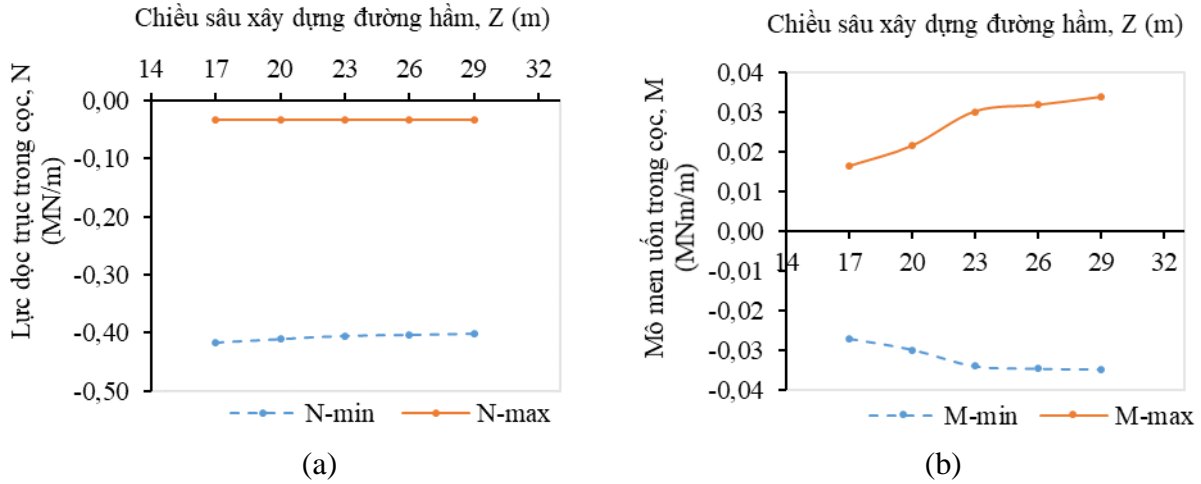 Chiều sâu xây dựng đường hầm, Z (m)
14 17 20 23 26 29 32
0,00
-0,10
-0,20
-0,30
-0,40
-0,50
Lực dọc trục trong cọc, N
(MN/m)
N-min N-max
(a)
Chiều sâu xây dựng đường hầm, Z (m)
0,04
0,03
0,02
0,01
0,00
14 17 20 23 26 29 32
-0,01
-0,02
-0,03
-0,04
Mô men uốn trong cọc, M
(MNm/m)
M-min M-max
(b)